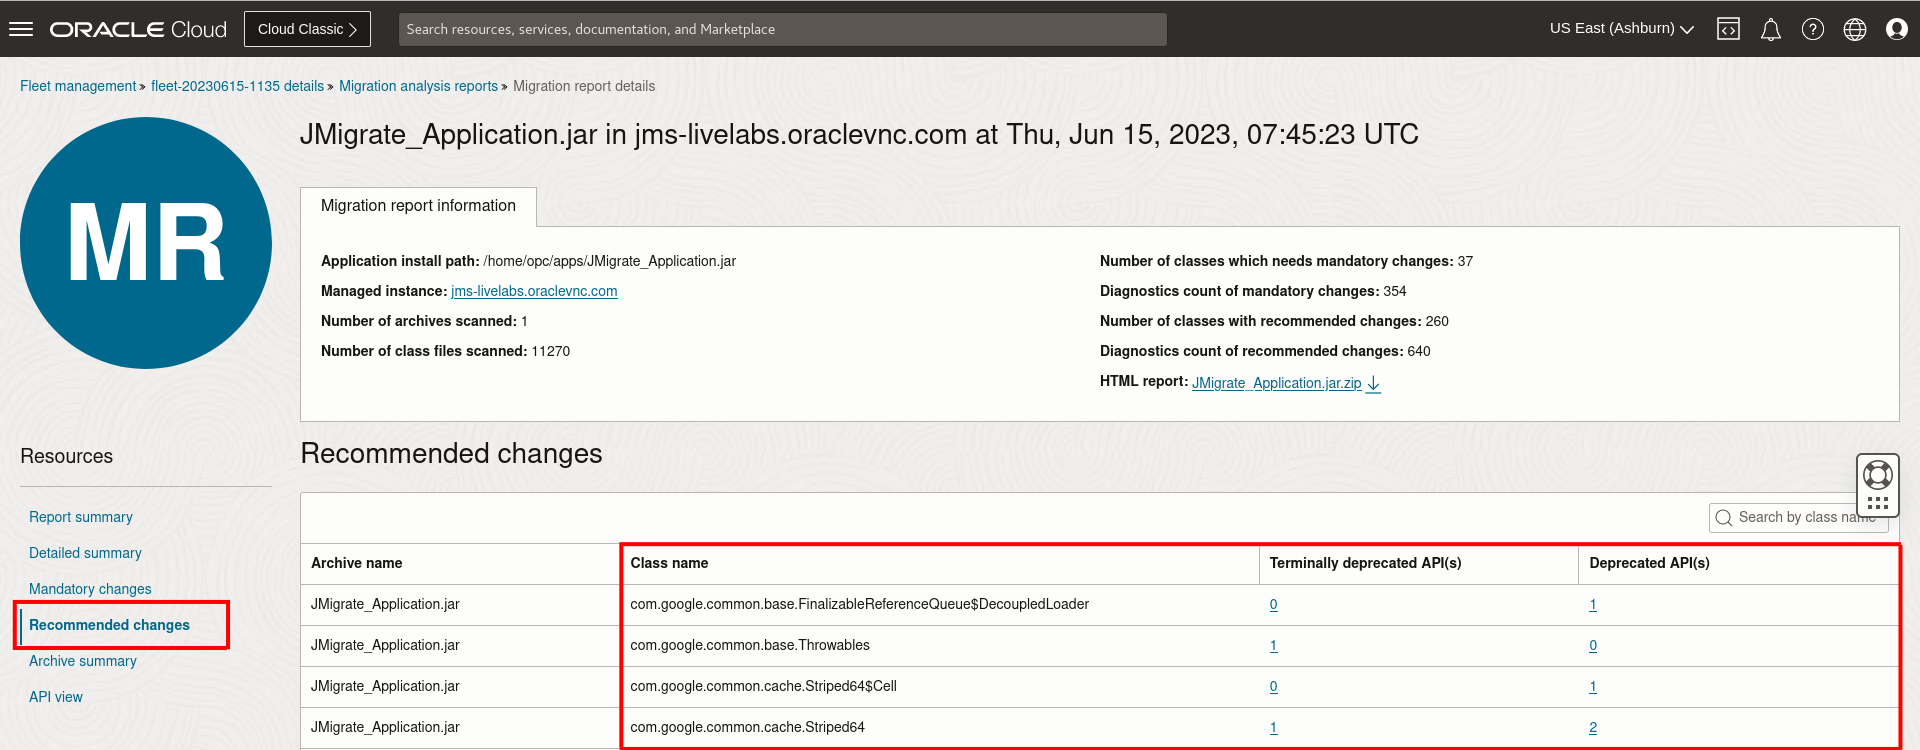 ORACLE Cloud
Cloud Classic
Search resources, services, documentation, and Marketplace
US East (Ashburn)
Fleet management » fleet-20230615-1135 details » Migration analysis reports » Migration report details
MR
JMigrate_Application.jar in jms-livelabs.oraclevnc.com at Thu, Jun 15, 2023, 07:45:23 UTC
Migration report information
Application install path: /home/opc/apps/JMigrate_Application.jar
Managed instance: jms-livelabs.oraclevnc.com
Number of archives scanned: 1
Number of class files scanned: 11270
Number of classes which needs mandatory changes: 37
Diagnostics count of mandatory changes: 354
Number of classes with recommended changes: 260
Diagnostics count of recommended changes: 640
HTML report: JMigrate_Application.jar.zip
Resources
Report summary
Detailed summary
Mandatory changes
Recommended changes
Archive summary
API view
Recommended changes
Search by class name
Archive name Class name Terminally deprecated API(s) Deprecated API(s)
JMigrate_Application.jar com.google.common.base.FinalizableReferenceQueue$DecoupledLoader 0 1
JMigrate_Application.jar com.google.common.base.Throwables 1 0
JMigrate_Application.jar com.google.common.cache.Striped64$Cell 0 1
JMigrate_Application.jar com.google.common.cache.Striped64 1 2